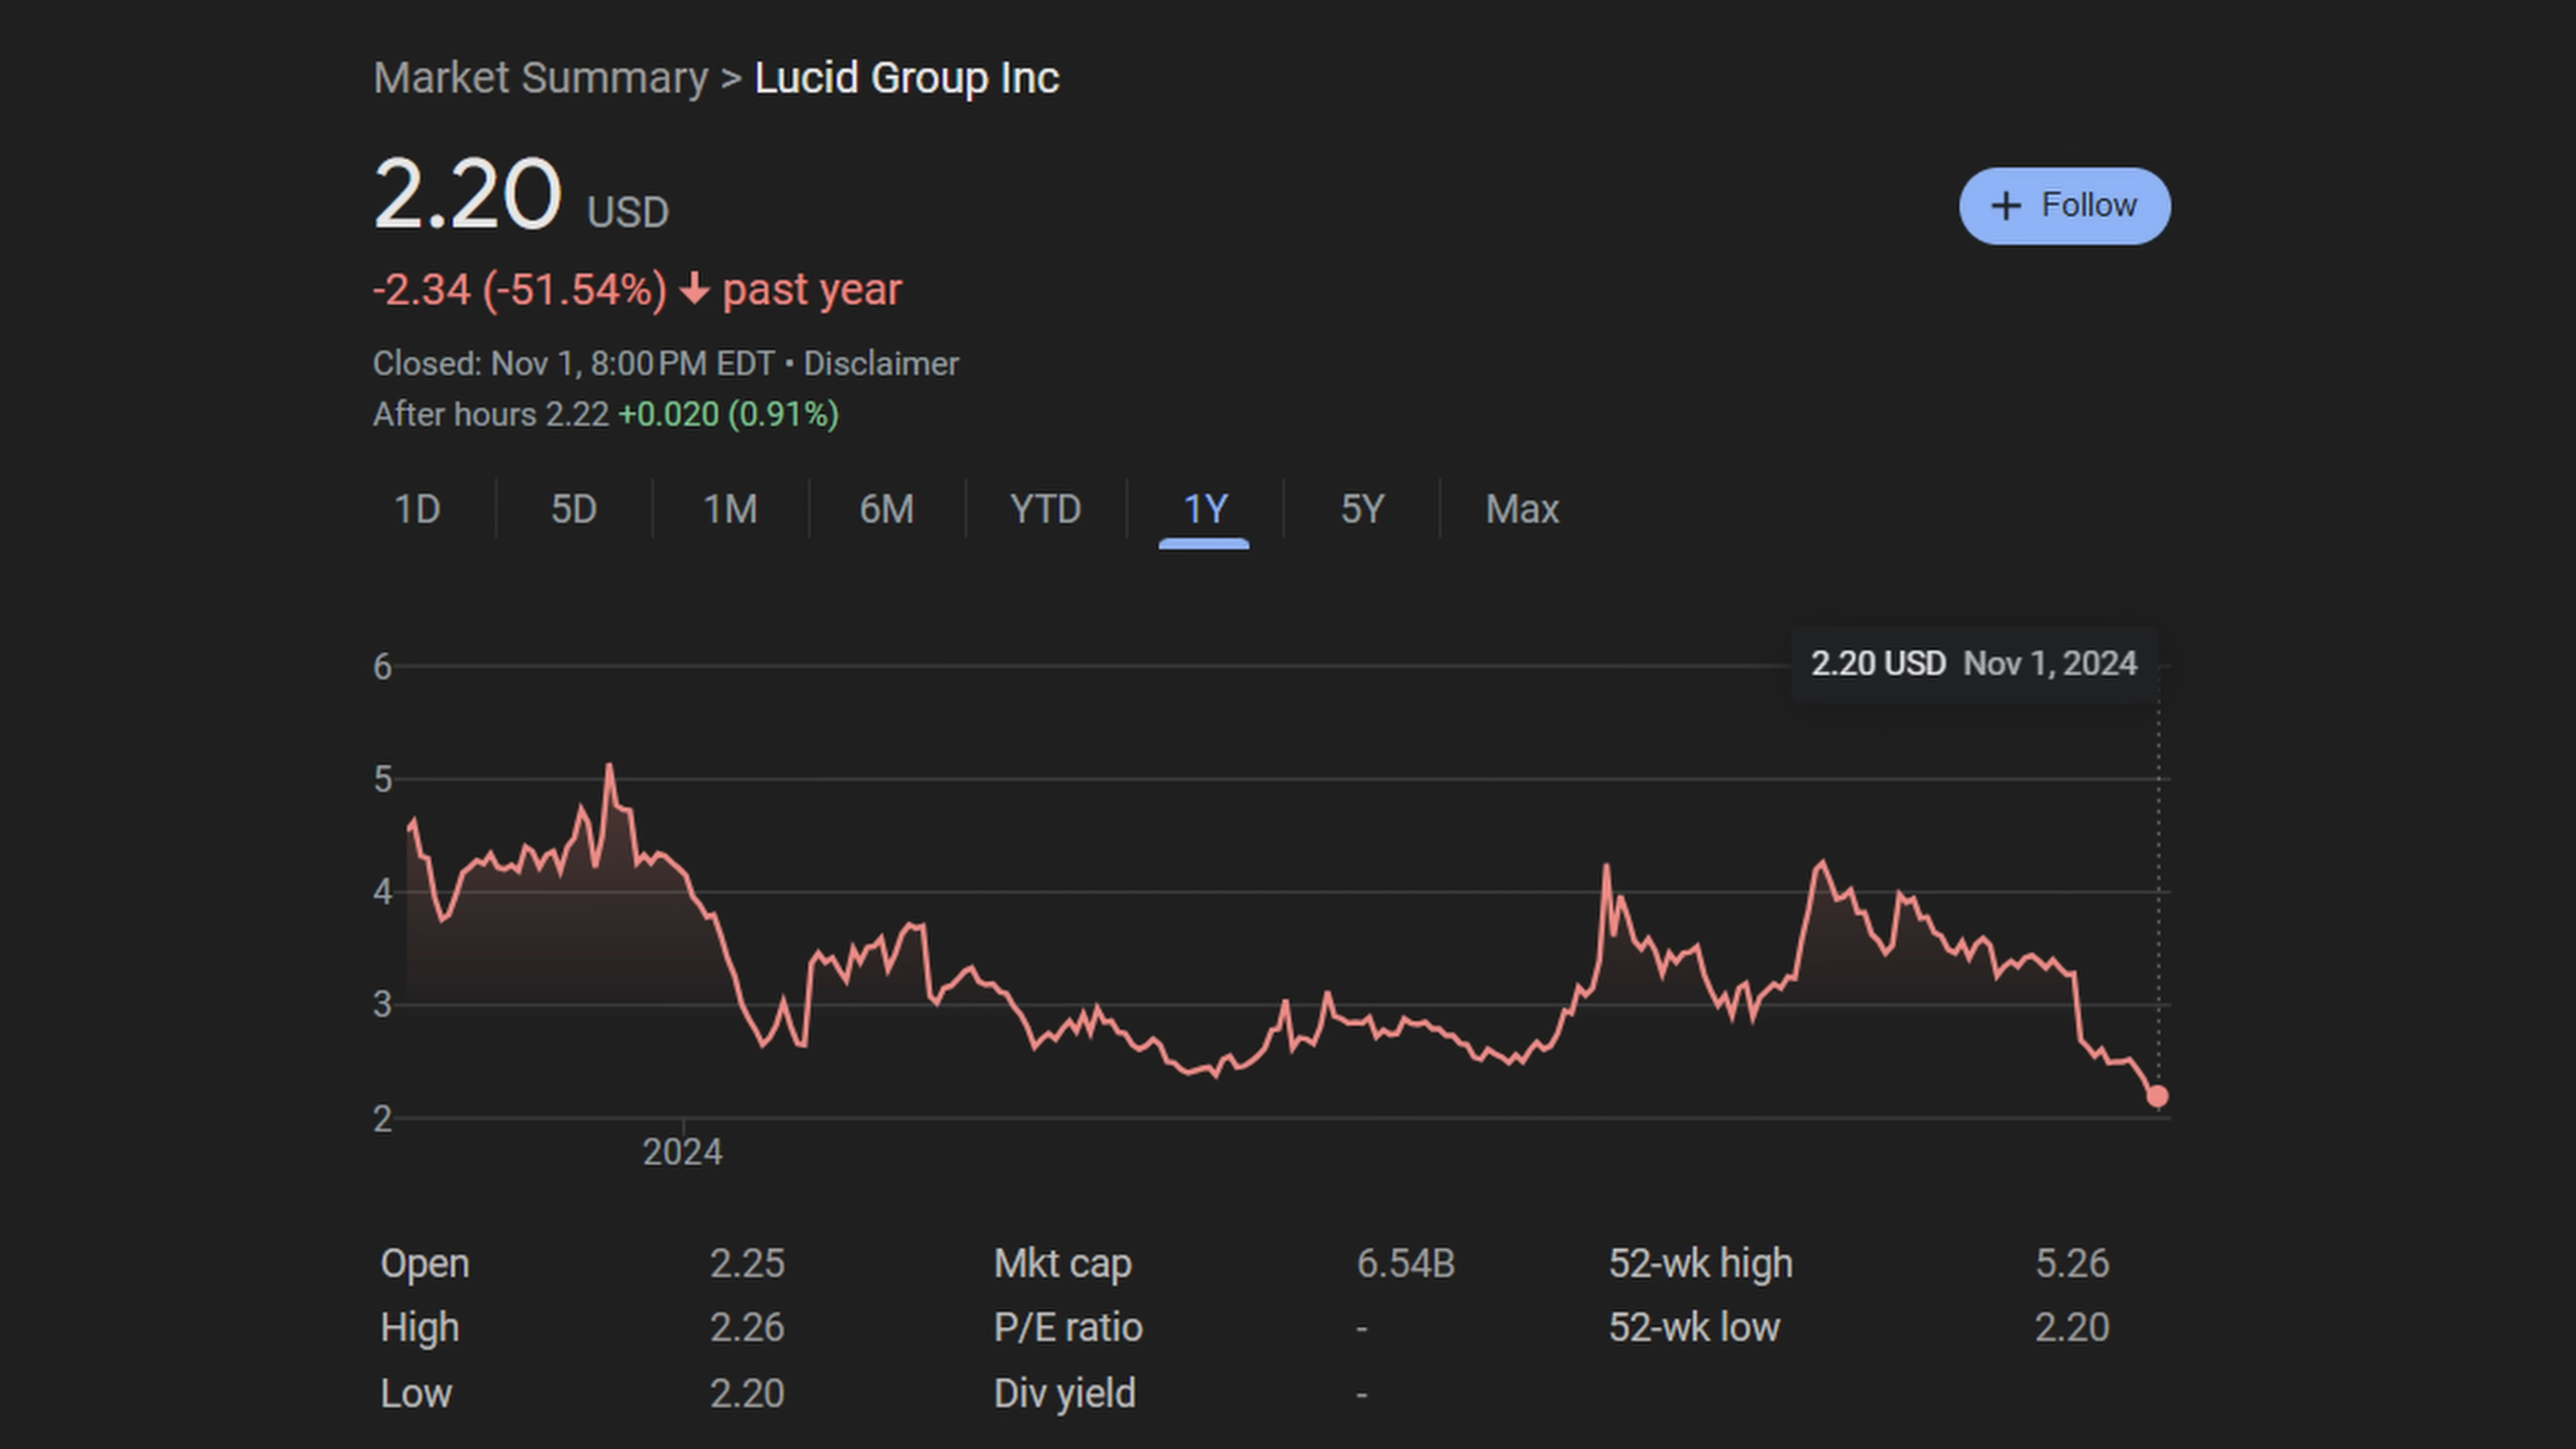 Market Summary > Lucid Group Inc
2.20 USD
+ Follow
-2.34 (-51.54%) ↓ past year
Closed: Nov 1, 8:00 PM EDT • Disclaimer
After hours 2.22 +0.020 (0.91%)
1D 5D 1M 6M YTD 1Y 5Y Max
2.20 USD Nov 1, 2024
6
5
4
3
2
2024
Open 2.25 Mkt cap 6.54B 52-wk high 5.26
High 2.26 P/E ratio - 52-wk low 2.20
Low 2.20 Div yield -